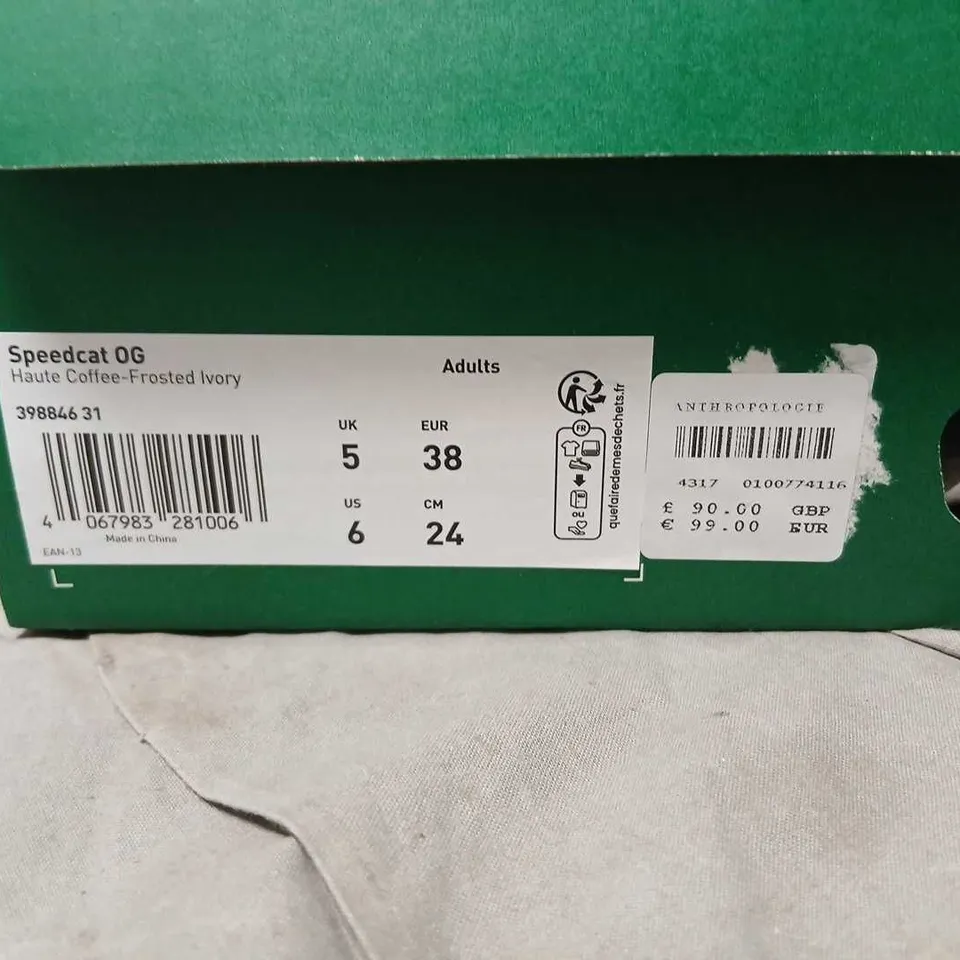 Speedcat OG
Haute Coffee-Frosted Ivory
Adults
398846 31
UK EUR
5 38
US CM
6 24
4 067983 281006
Made in China
EAN-13
FR
OU
quefairedemesdechets.fr
ANTHROPOLOGIE
4317 0100774116
£ 90.00 GBP
€ 99.00 EUR